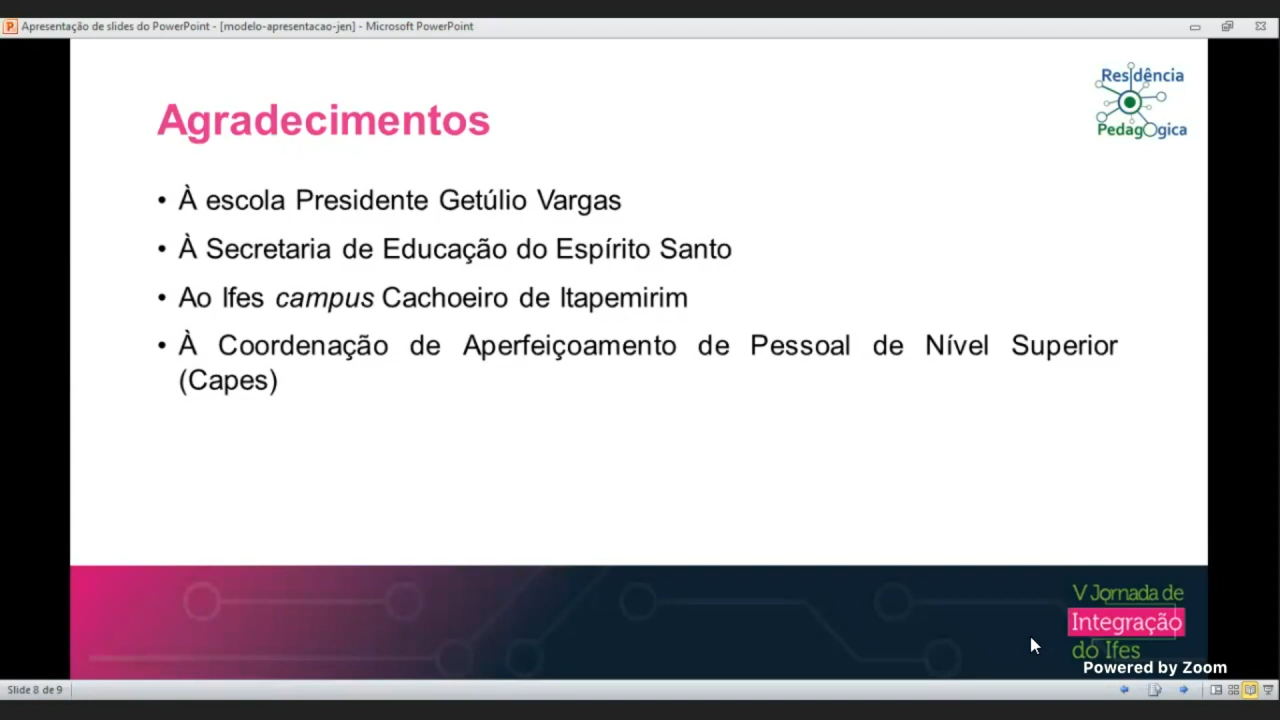 Apresentação de slides do PowerPoint - [modelo-apresentacao-jen] - Microsoft PowerPoint
Residência
Pedagógica
Agradecimentos
• À escola Presidente Getúlio Vargas
• À Secretaria de Educação do Espírito Santo
• Ao Ifes campus Cachoeiro de Itapemirim
• À Coordenação de Aperfeiçoamento de Pessoal de Nível Superior
(Capes)
V Jornada de
Integração
do Ifes
Powered by Zoom
Slide 8 de 9